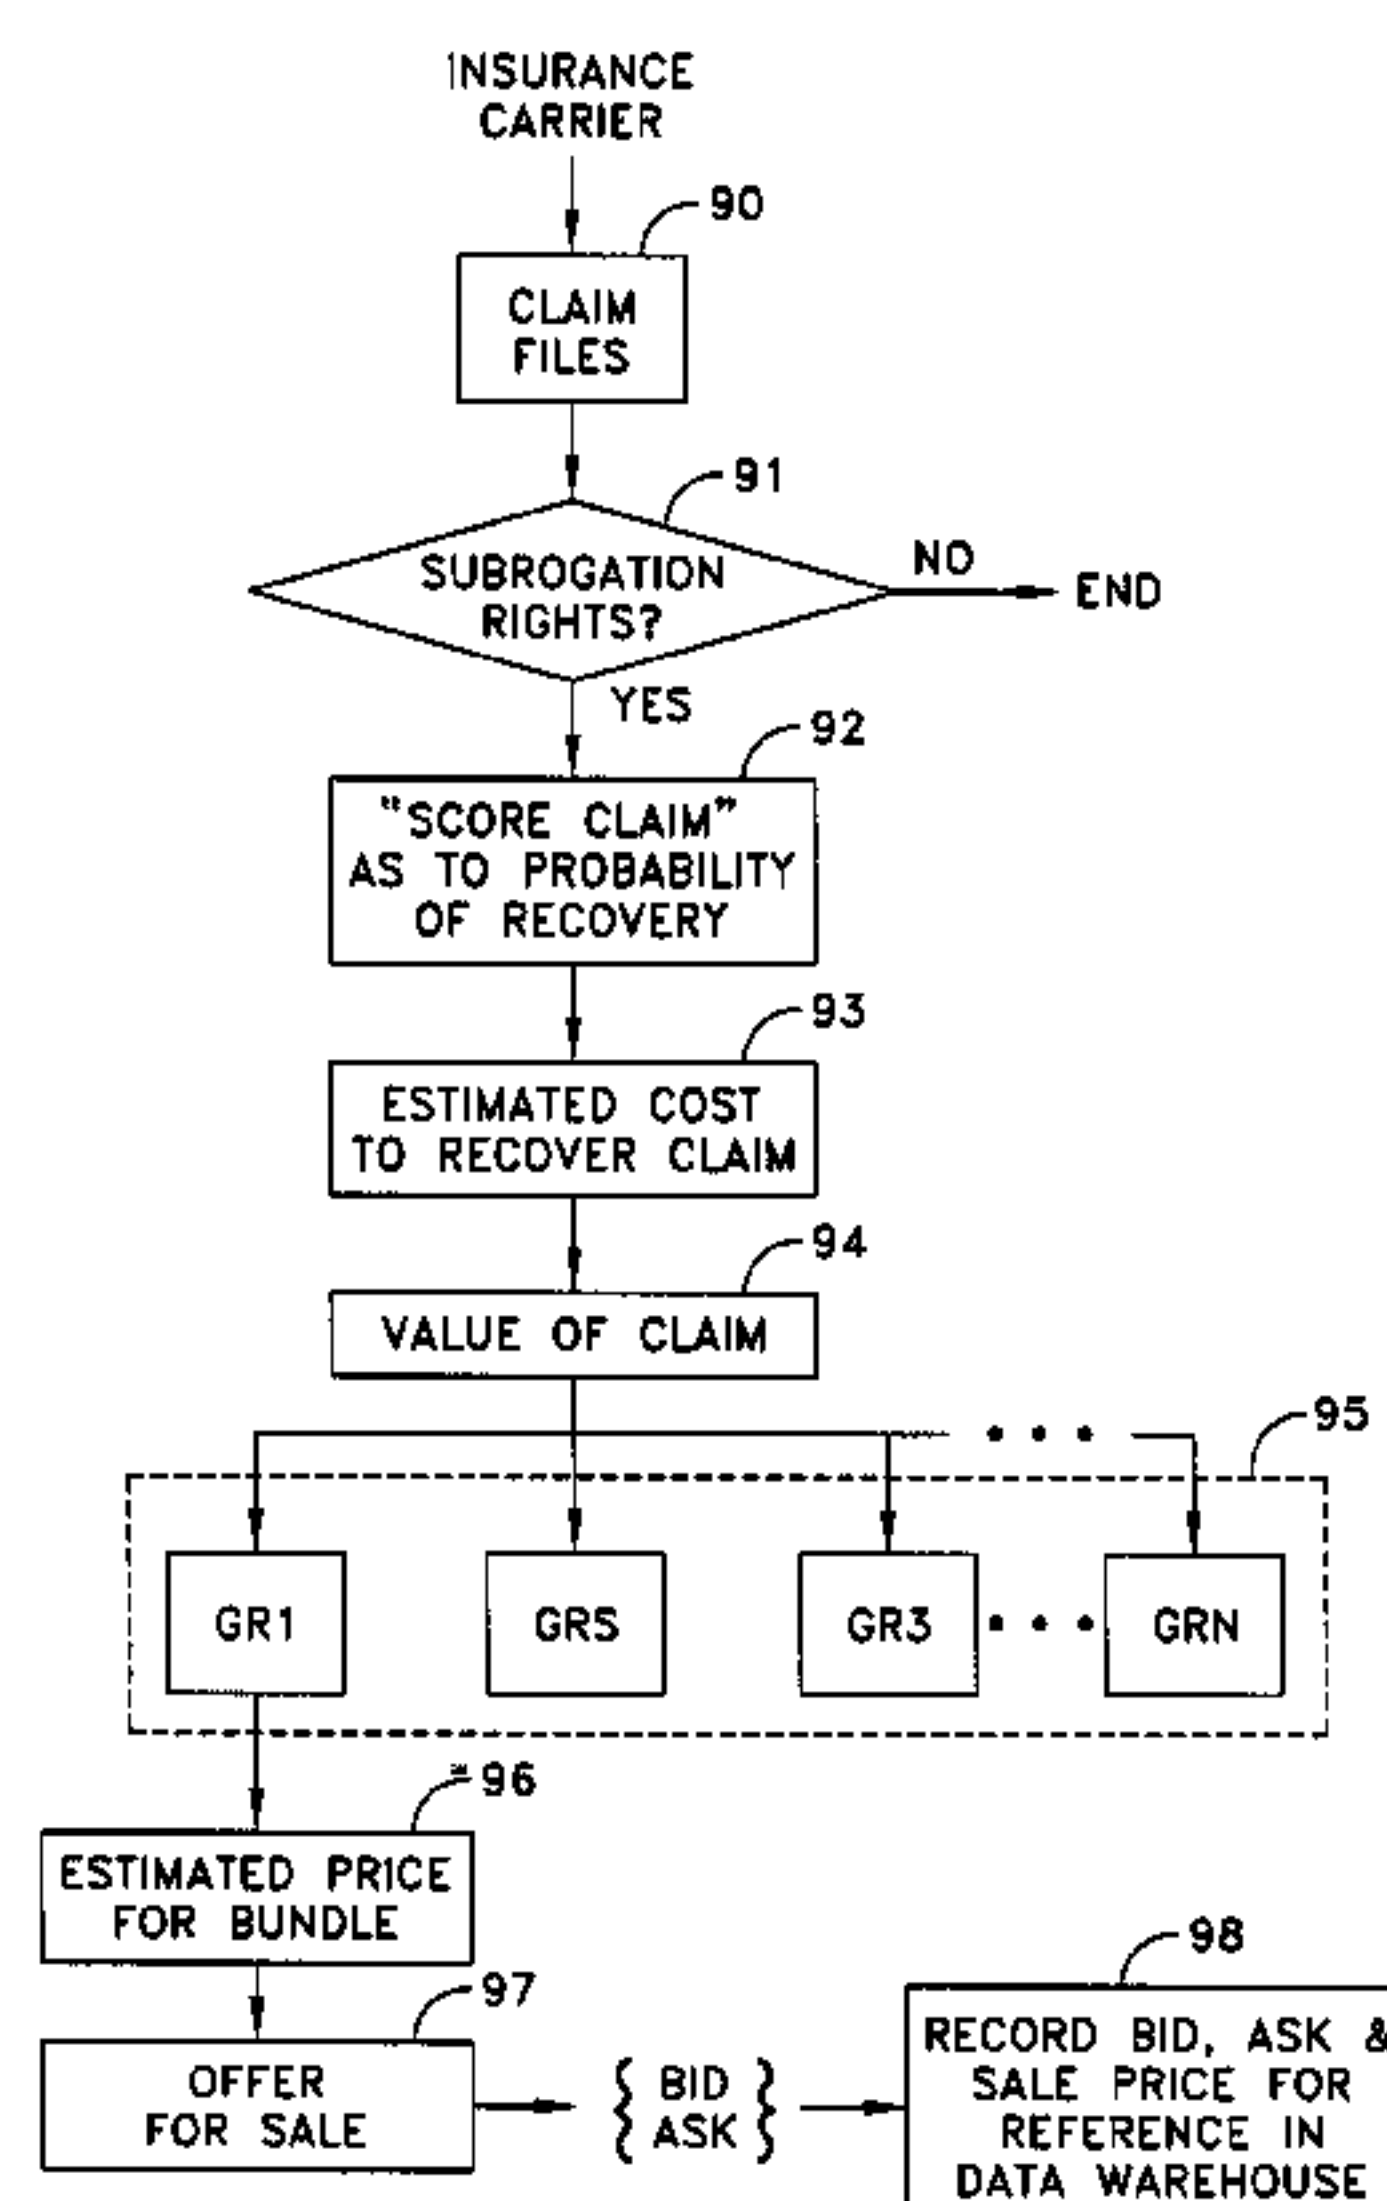 INSURANCE
CARRIER
90
CLAIM
FILES
91
SUBROGATION
RIGHTS?
NO
END
YES
92
"SCORE CLAIM"
AS TO PROBABILITY
OF RECOVERY
93
ESTIMATED COST
TO RECOVER CLAIM
94
VALUE OF CLAIM
95
GR1
GRS
GR3
GRN
96
ESTIMATED PRICE
FOR BUNDLE
97
OFFER
FOR SALE
BID
ASK
98
RECORD BID, ASK &
SALE PRICE FOR
REFERENCE IN
DATA WAREHOUSE